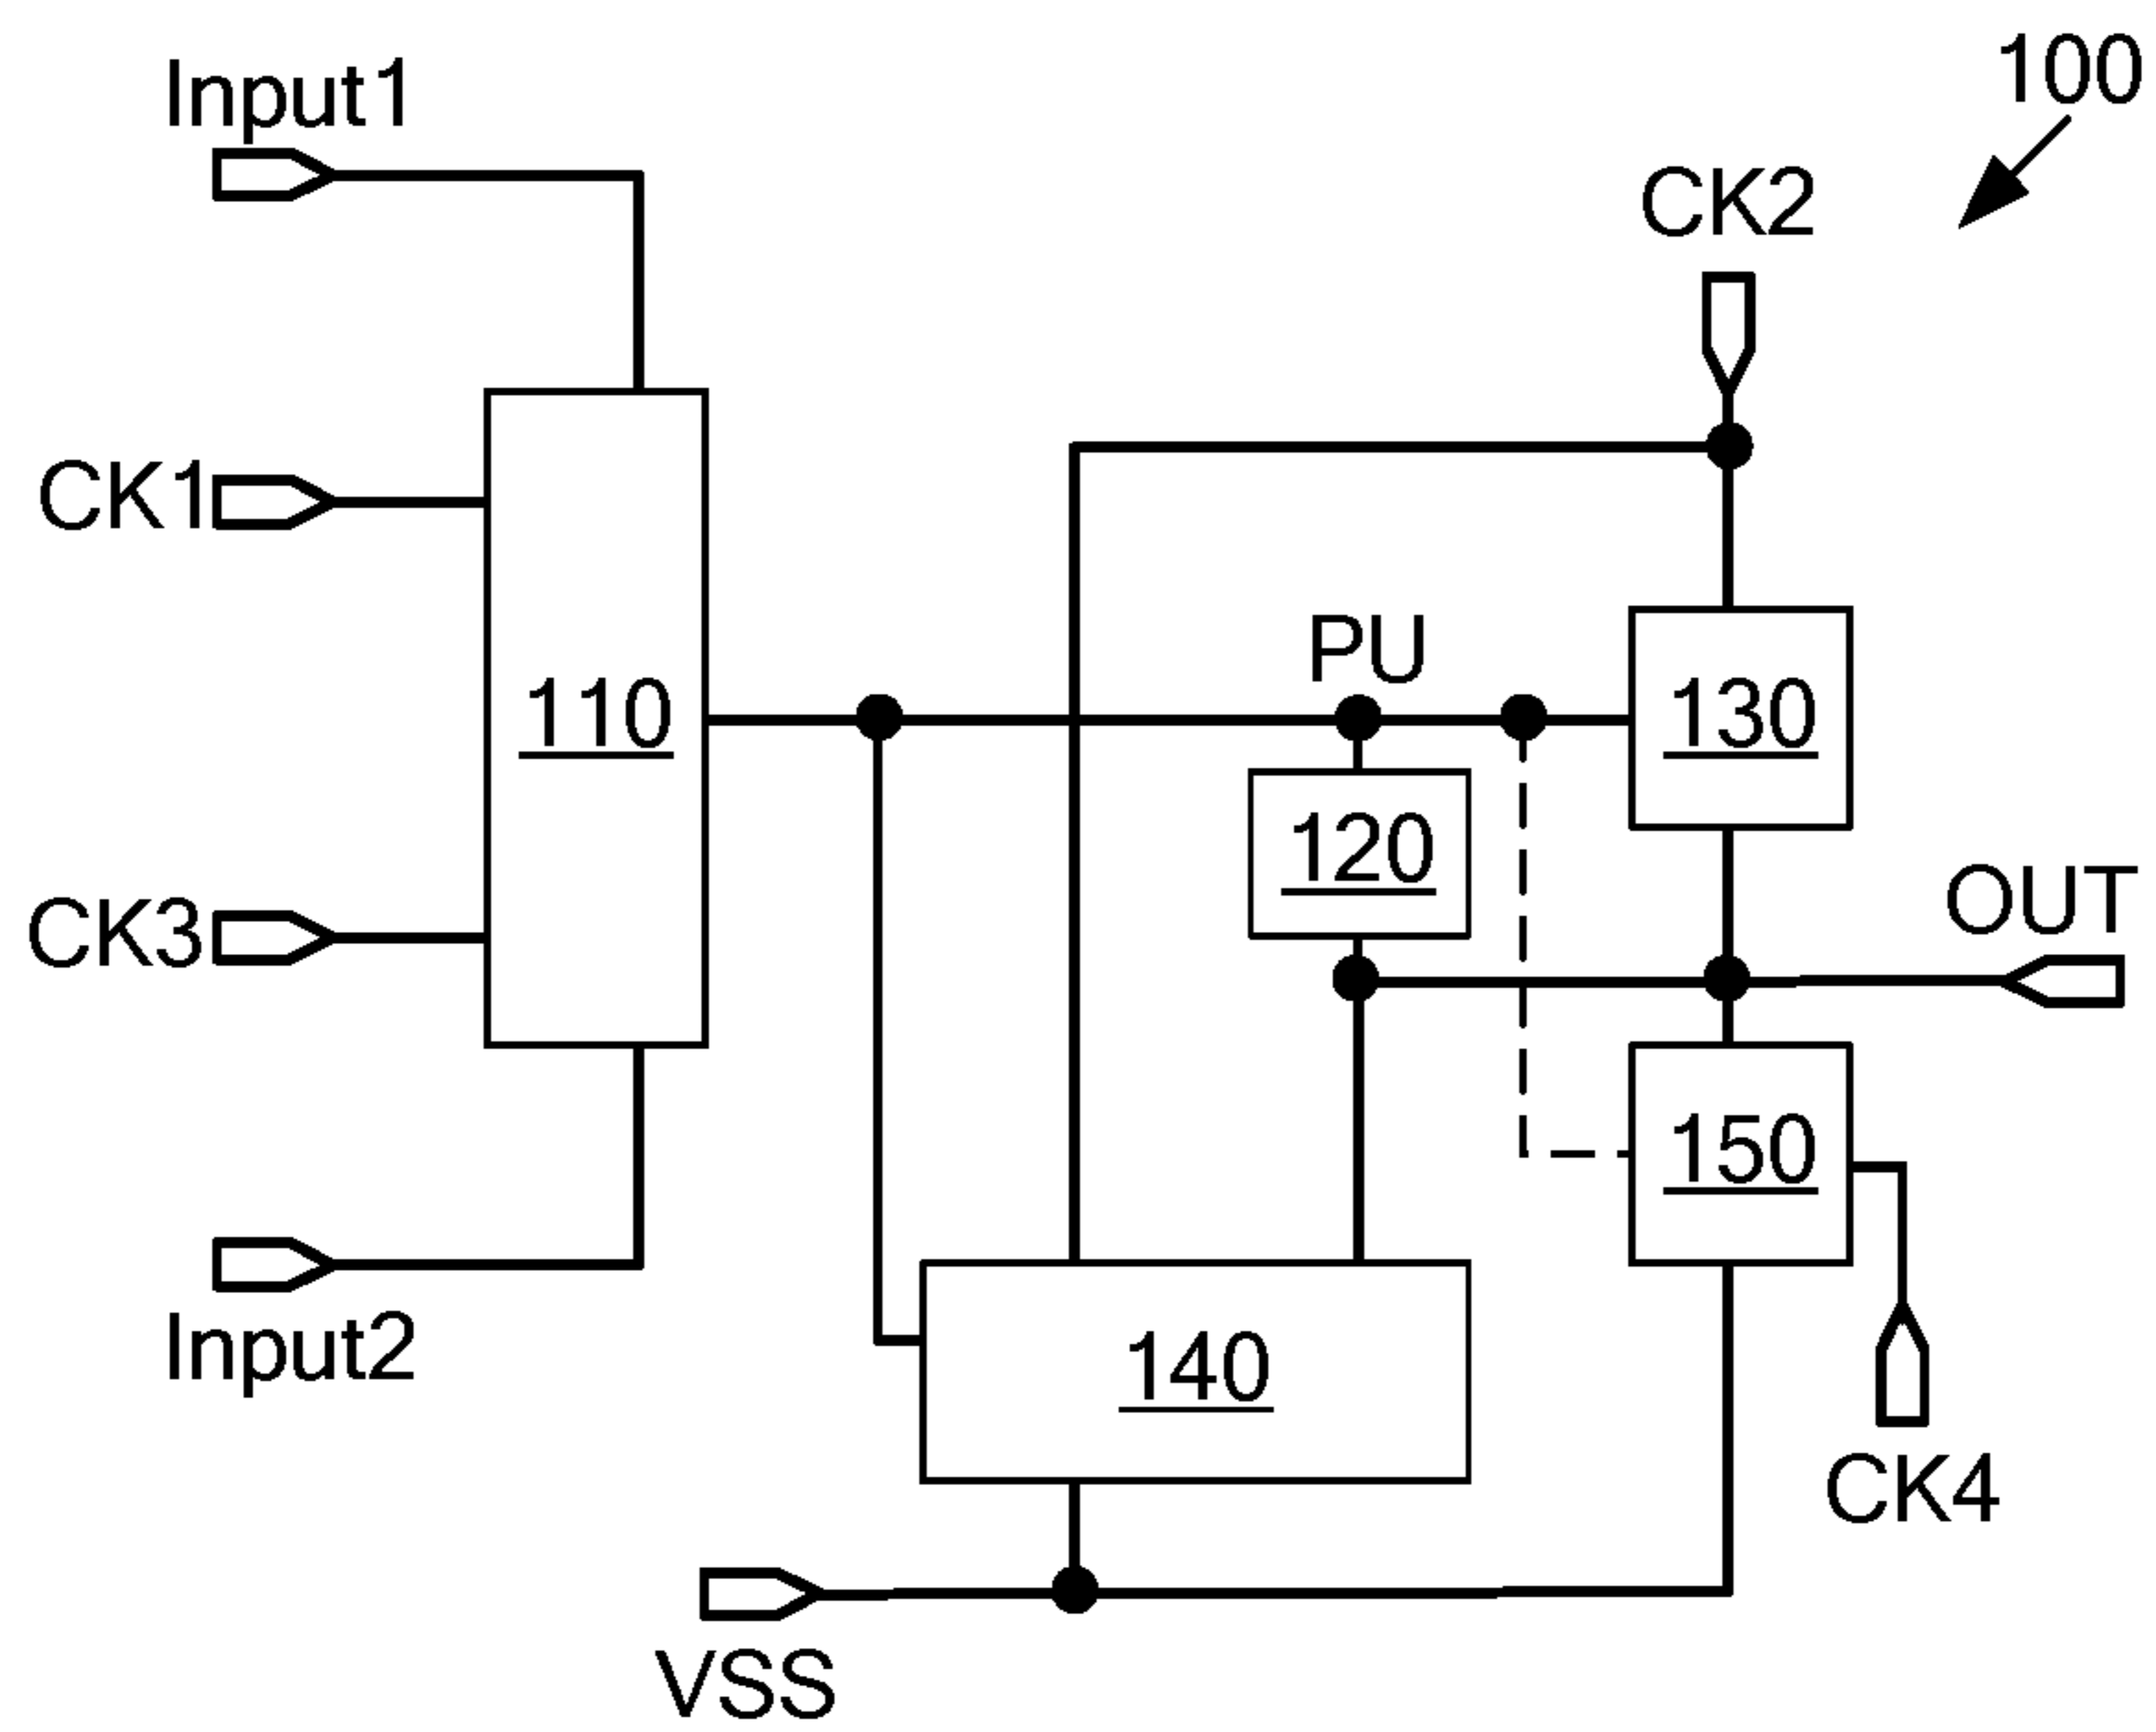 Input1
100
CK2
CK1
PU
110
130
120
OUT
CK3
150
Input2
140
CK4
VSS